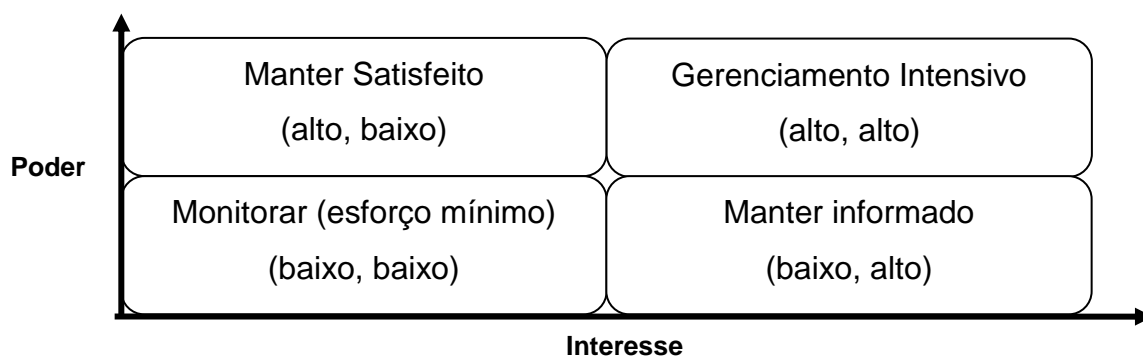 Manter Satisfeito
(alto, baixo)
Gerenciamento Intensivo
(alto, alto)
Poder
Monitorar (esforço mínimo)
(baixo, baixo)
Manter informado
(baixo, alto)
Interesse